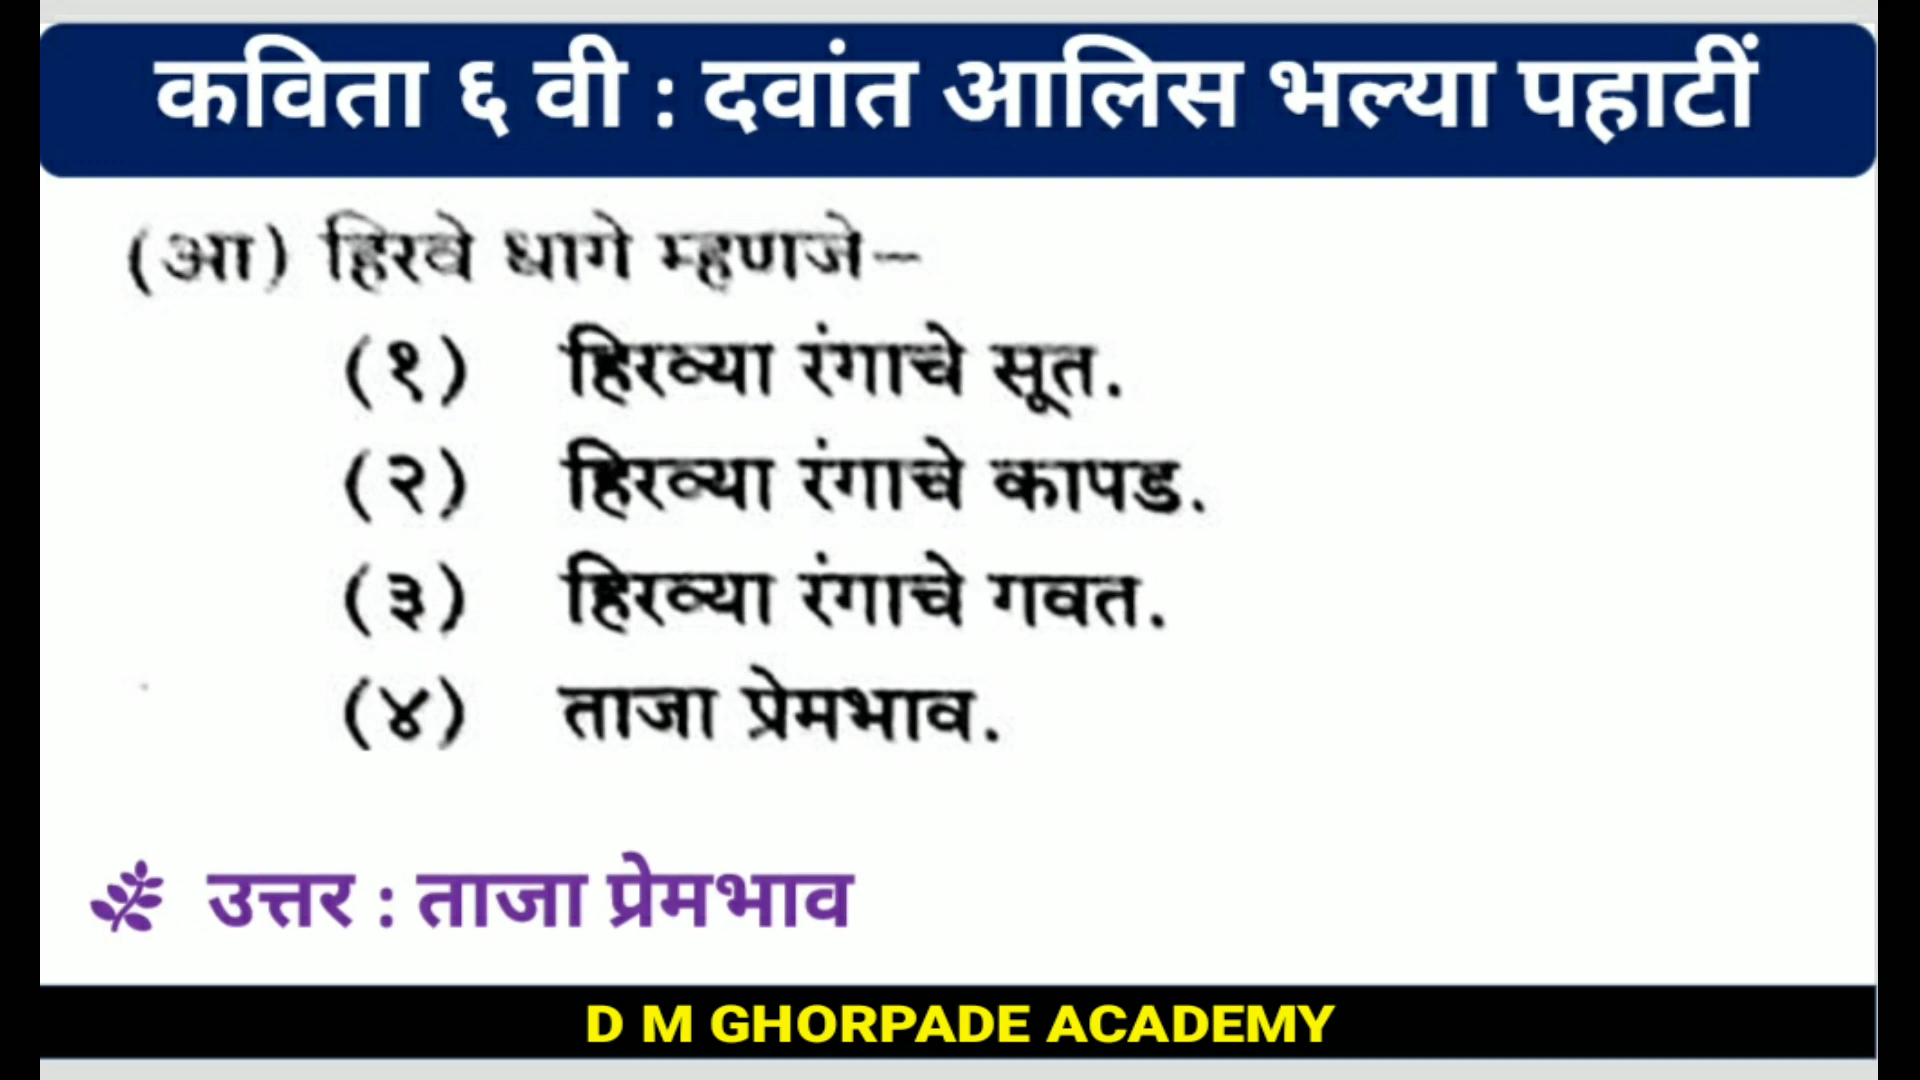 कविता ६ वी : दवांत आलिस भल्या पहाटीं
(आ) हिरवे धागे म्हणजे–
(१) हिरव्या रंगाचे सूत.
(२) हिरव्या रंगाचे कापड.
(३) हिरव्या रंगाचे गवत.
(४) ताजा प्रेमभाव.
उत्तर : ताजा प्रेमभाव
D M GHORPADE ACADEMY